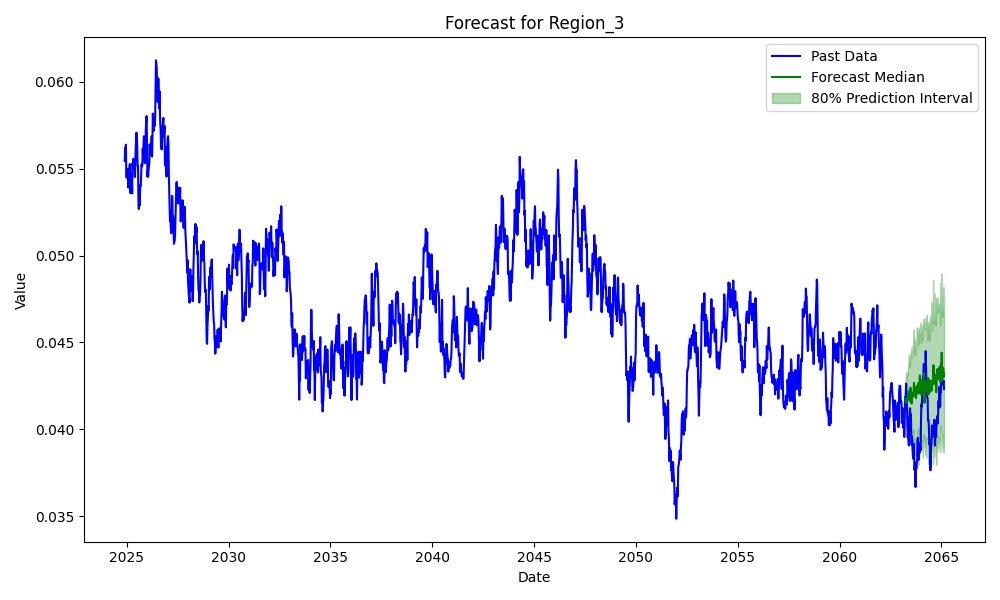 Forecast for Region_3
Past Data
Forecast Median
80% Prediction Interval
Value
0.060
0.055
0.050
0.045
0.040
0.035
2025 2030 2035 2040 2045 2050 2055 2060 2065
Date